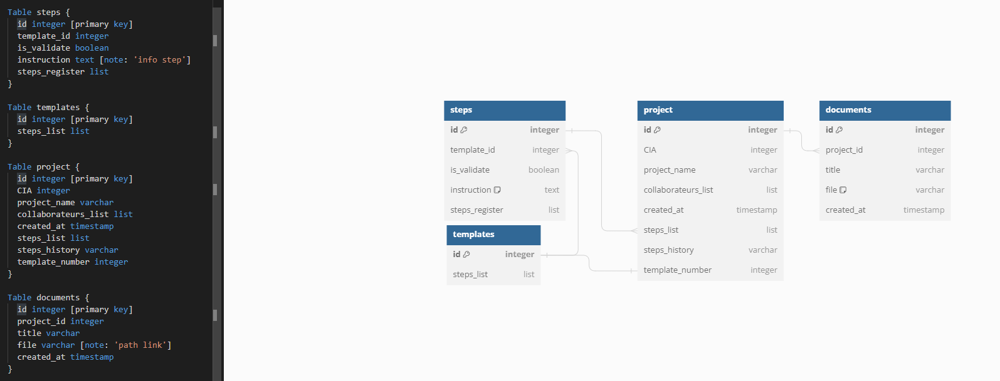 Table steps {
id integer [primary key]
template_id integer
is_validate boolean
instruction text [note: 'info step']
steps_register list
}
Table templates {
id integer [primary key]
steps_list list
}
Table project {
id integer [primary key]
CIA integer
project_name varchar
collaborateurs_list list
created_at timestamp
steps_list list
steps_history varchar
template_number integer
}
Table documents {
id integer [primary key]
project_id integer
title varchar
file varchar [note: 'path link']
created_at timestamp
}
steps
id integer
template_id integer
is_validate boolean
instruction text
steps_register list
templates
id integer
steps_list list
project
id integer
CIA integer
project_name varchar
collaborateurs_list list
created_at timestamp
steps_list list
steps_history varchar
template_number integer
documents
id integer
project_id integer
title varchar
file varchar
created_at timestamp